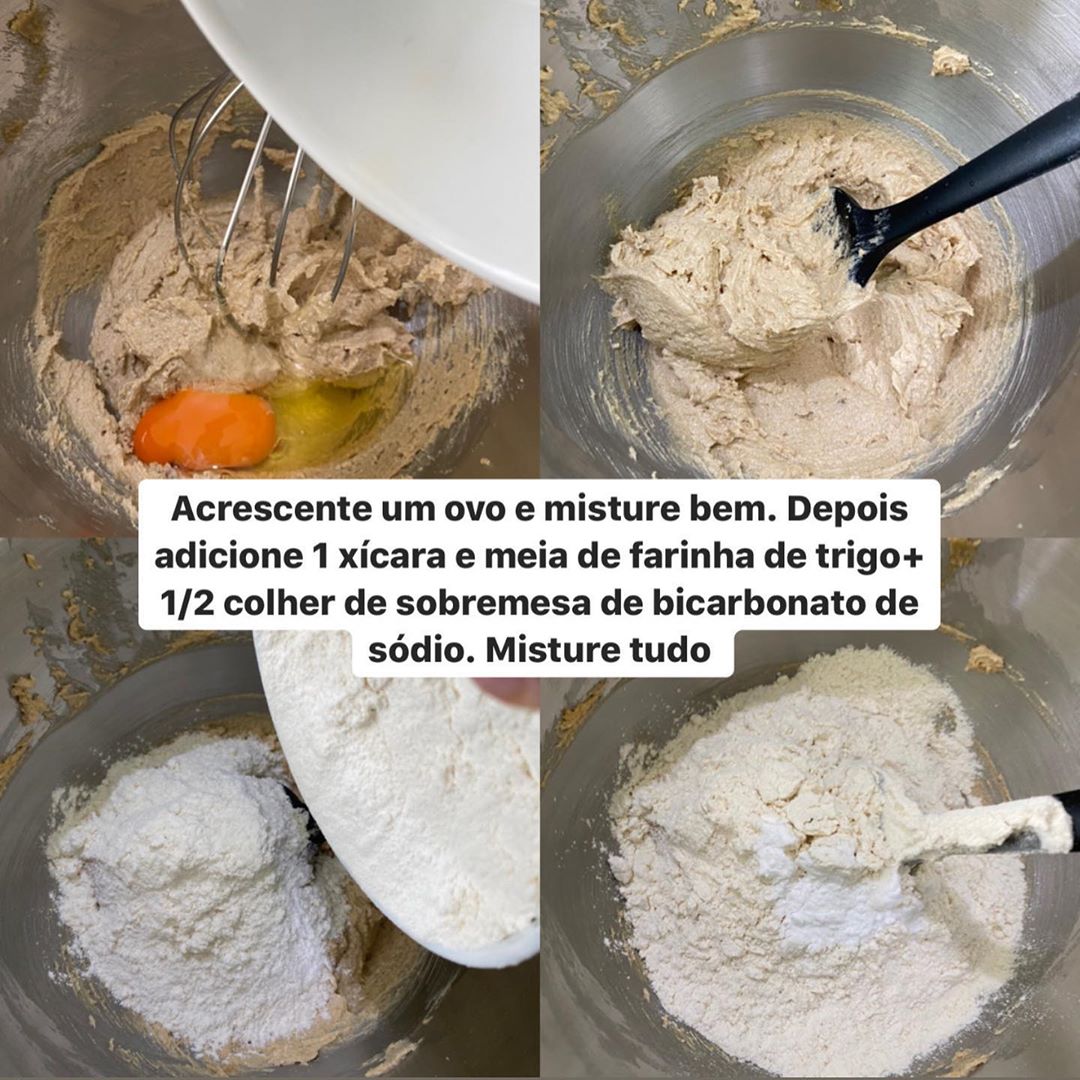 Acrescente um ovo e misture bem. Depois
adicione 1 xícara e meia de farinha de trigo+
1/2 colher de sobremesa de bicarbonato de
sódio. Misture tudo